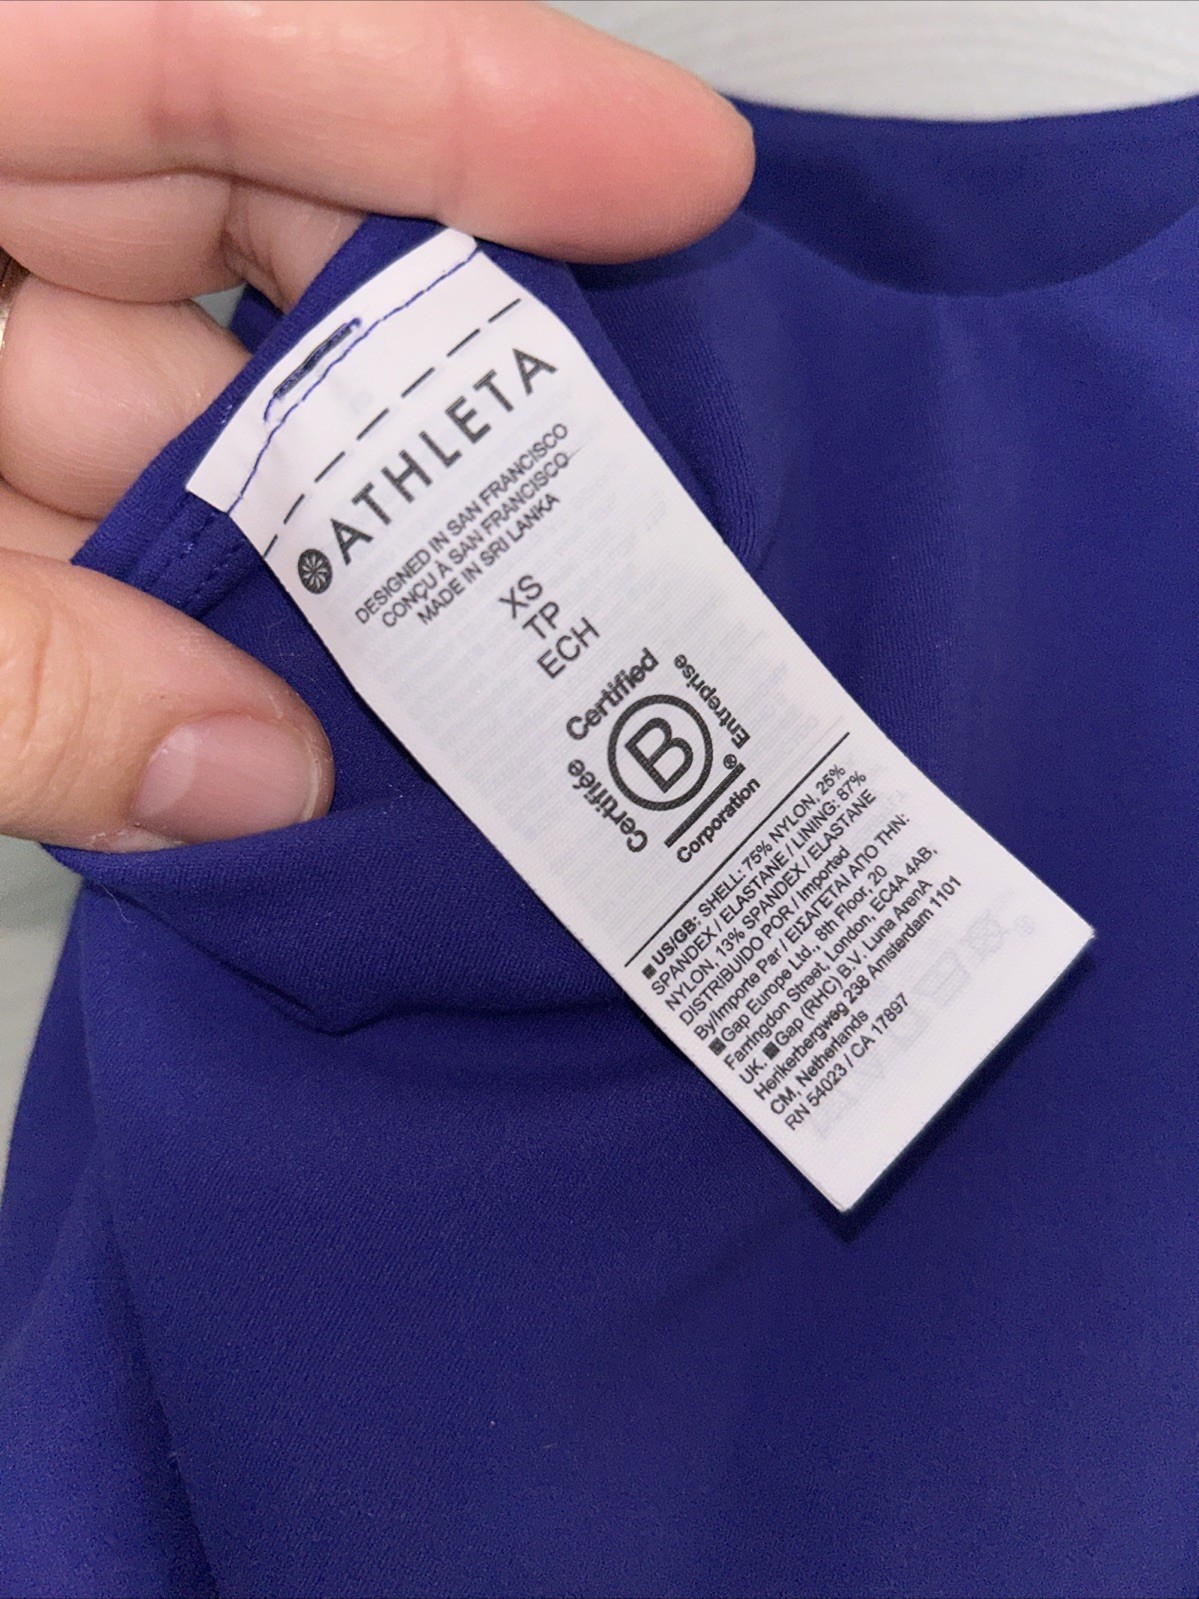 ATHLETA
DESIGNED IN SAN FRANCISCO
CONÇU À SAN FRANCISCO
MADE IN SRI LANKA
XS
TP
ECH
Certified
Certifiée
B
Entreprise
®
Corporation
■ US/GB: SHELL: 75% NYLON, 25%
SPANDEX / ELASTANE / LINING: 87%
NYLON, 13% SPANDEX / ELASTANE
DISTRIBUIDO POR / Imported
By/Importe Par / ΕΙΣΑΓΕΤΑΙ ΑΠΟ ΤΗΝ:
■ Gap Europe Ltd., 8th Floor, 20
Farringdon Street, London, EC4A 4AB,
UK. ■ Gap (RHC) B.V. Luna ArenA
Herikerbergweg 238 Amsterdam 1101
CM, Netherlands
RN 54023 / CA 17897